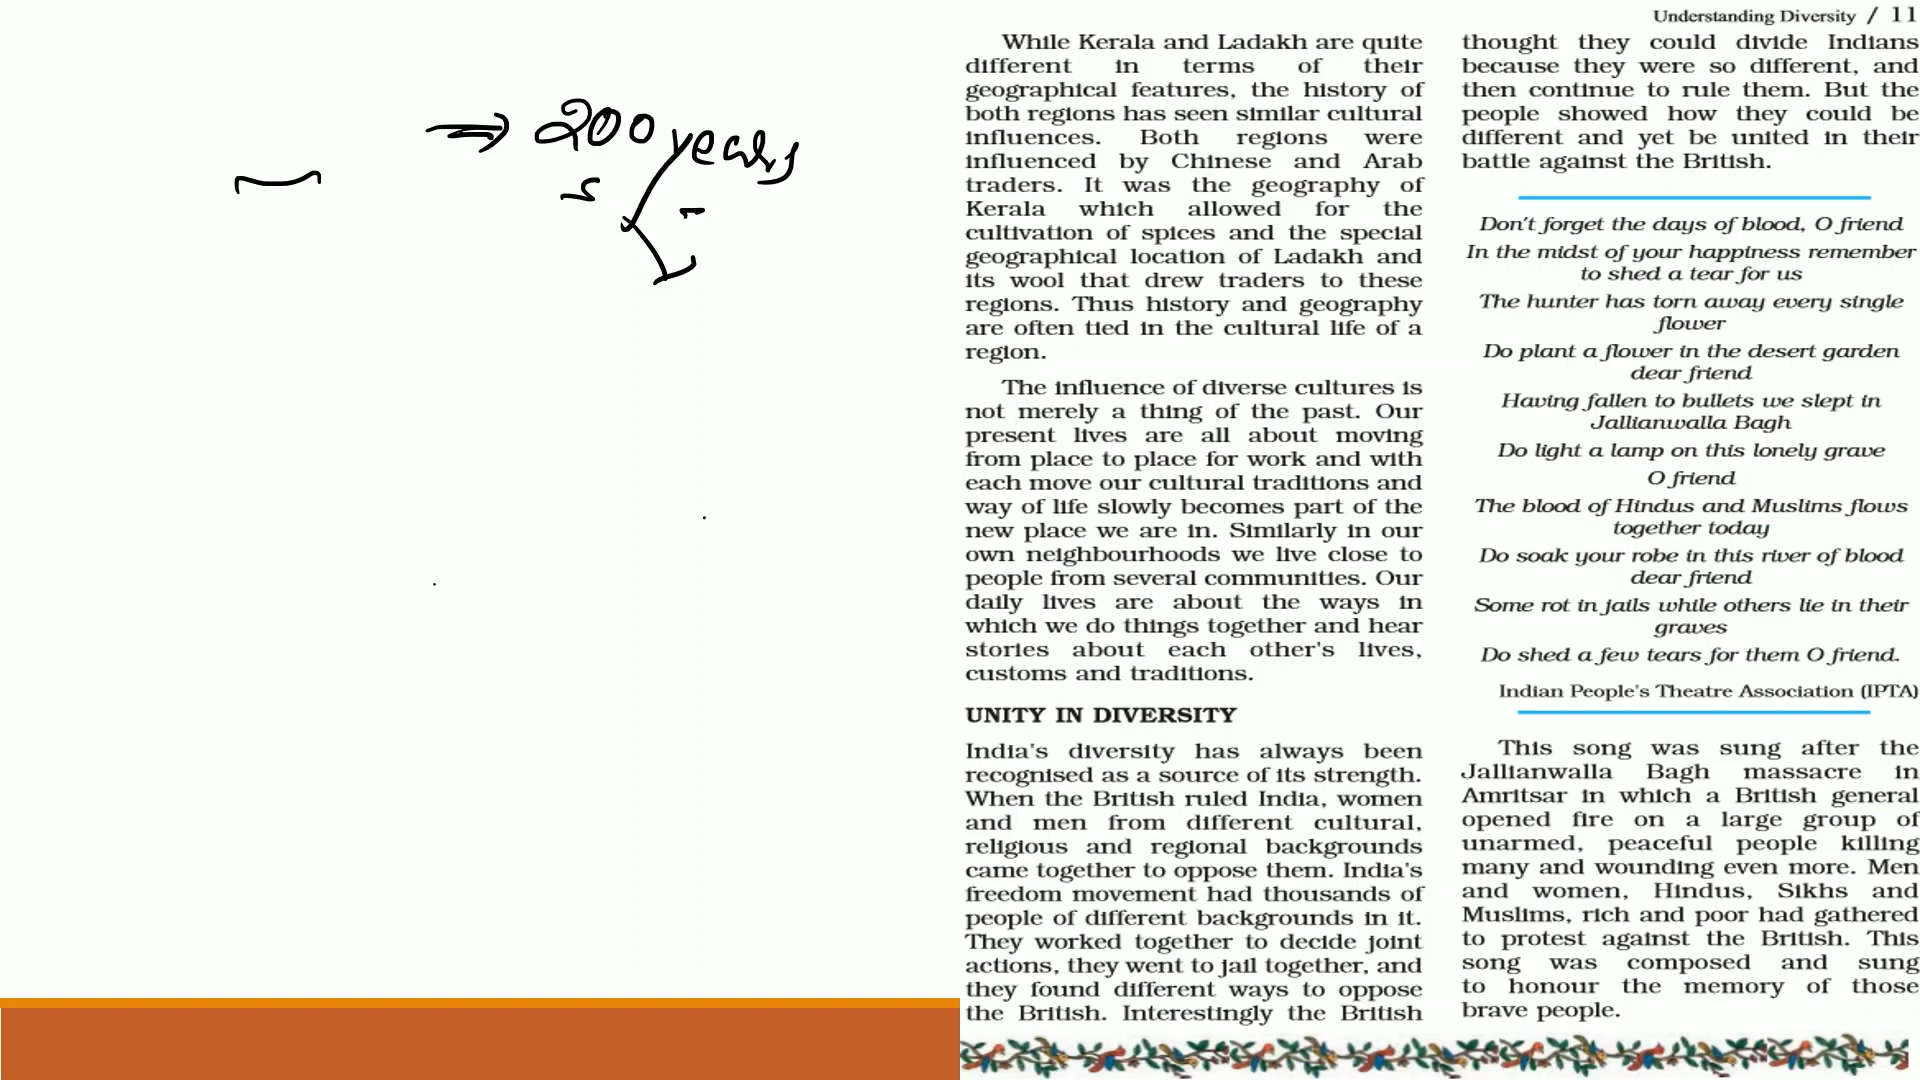 ⇒ 200 years
Understanding Diversity / 11
While Kerala and Ladakh are quite
different in terms of their
geographical features, the history of
both regions has seen similar cultural
influences. Both regions were
influenced by Chinese and Arab
traders. It was the geography of
Kerala which allowed for the
cultivation of spices and the special
geographical location of Ladakh and
its wool that drew traders to these
regions. Thus history and geography
are often tied in the cultural life of a
region.
The influence of diverse cultures is
not merely a thing of the past. Our
present lives are all about moving
from place to place for work and with
each move our cultural traditions and
way of life slowly becomes part of the
new place we are in. Similarly in our
own neighbourhoods we live close to
people from several communities. Our
daily lives are about the ways in
which we do things together and hear
stories about each other's lives,
customs and traditions.
UNITY IN DIVERSITY
India's diversity has always been
recognised as a source of its strength.
When the British ruled India, women
and men from different cultural,
religious and regional backgrounds
came together to oppose them. India's
freedom movement had thousands of
people of different backgrounds in it.
They worked together to decide joint
actions, they went to jail together, and
they found different ways to oppose
the British. Interestingly the British
thought they could divide Indians
because they were so different, and
then continue to rule them. But the
people showed how they could be
different and yet be united in their
battle against the British.
Don't forget the days of blood, O friend
In the midst of your happiness remember
to shed a tear for us
The hunter has torn away every single
flower
Do plant a flower in the desert garden
dear friend
Having fallen to bullets we slept in
Jallianwalla Bagh
Do light a lamp on this lonely grave
O friend
The blood of Hindus and Muslims flows
together today
Do soak your robe in this river of blood
dear friend
Some rot in jails while others lie in their
graves
Do shed a few tears for them O friend.
Indian People's Theatre Association (IPTA)
This song was sung after the
Jallianwalla Bagh massacre in
Amritsar in which a British general
opened fire on a large group of
unarmed, peaceful people killing
many and wounding even more. Men
and women, Hindus, Sikhs and
Muslims, rich and poor had gathered
to protest against the British. This
song was composed and sung
to honour the memory of those
brave people.